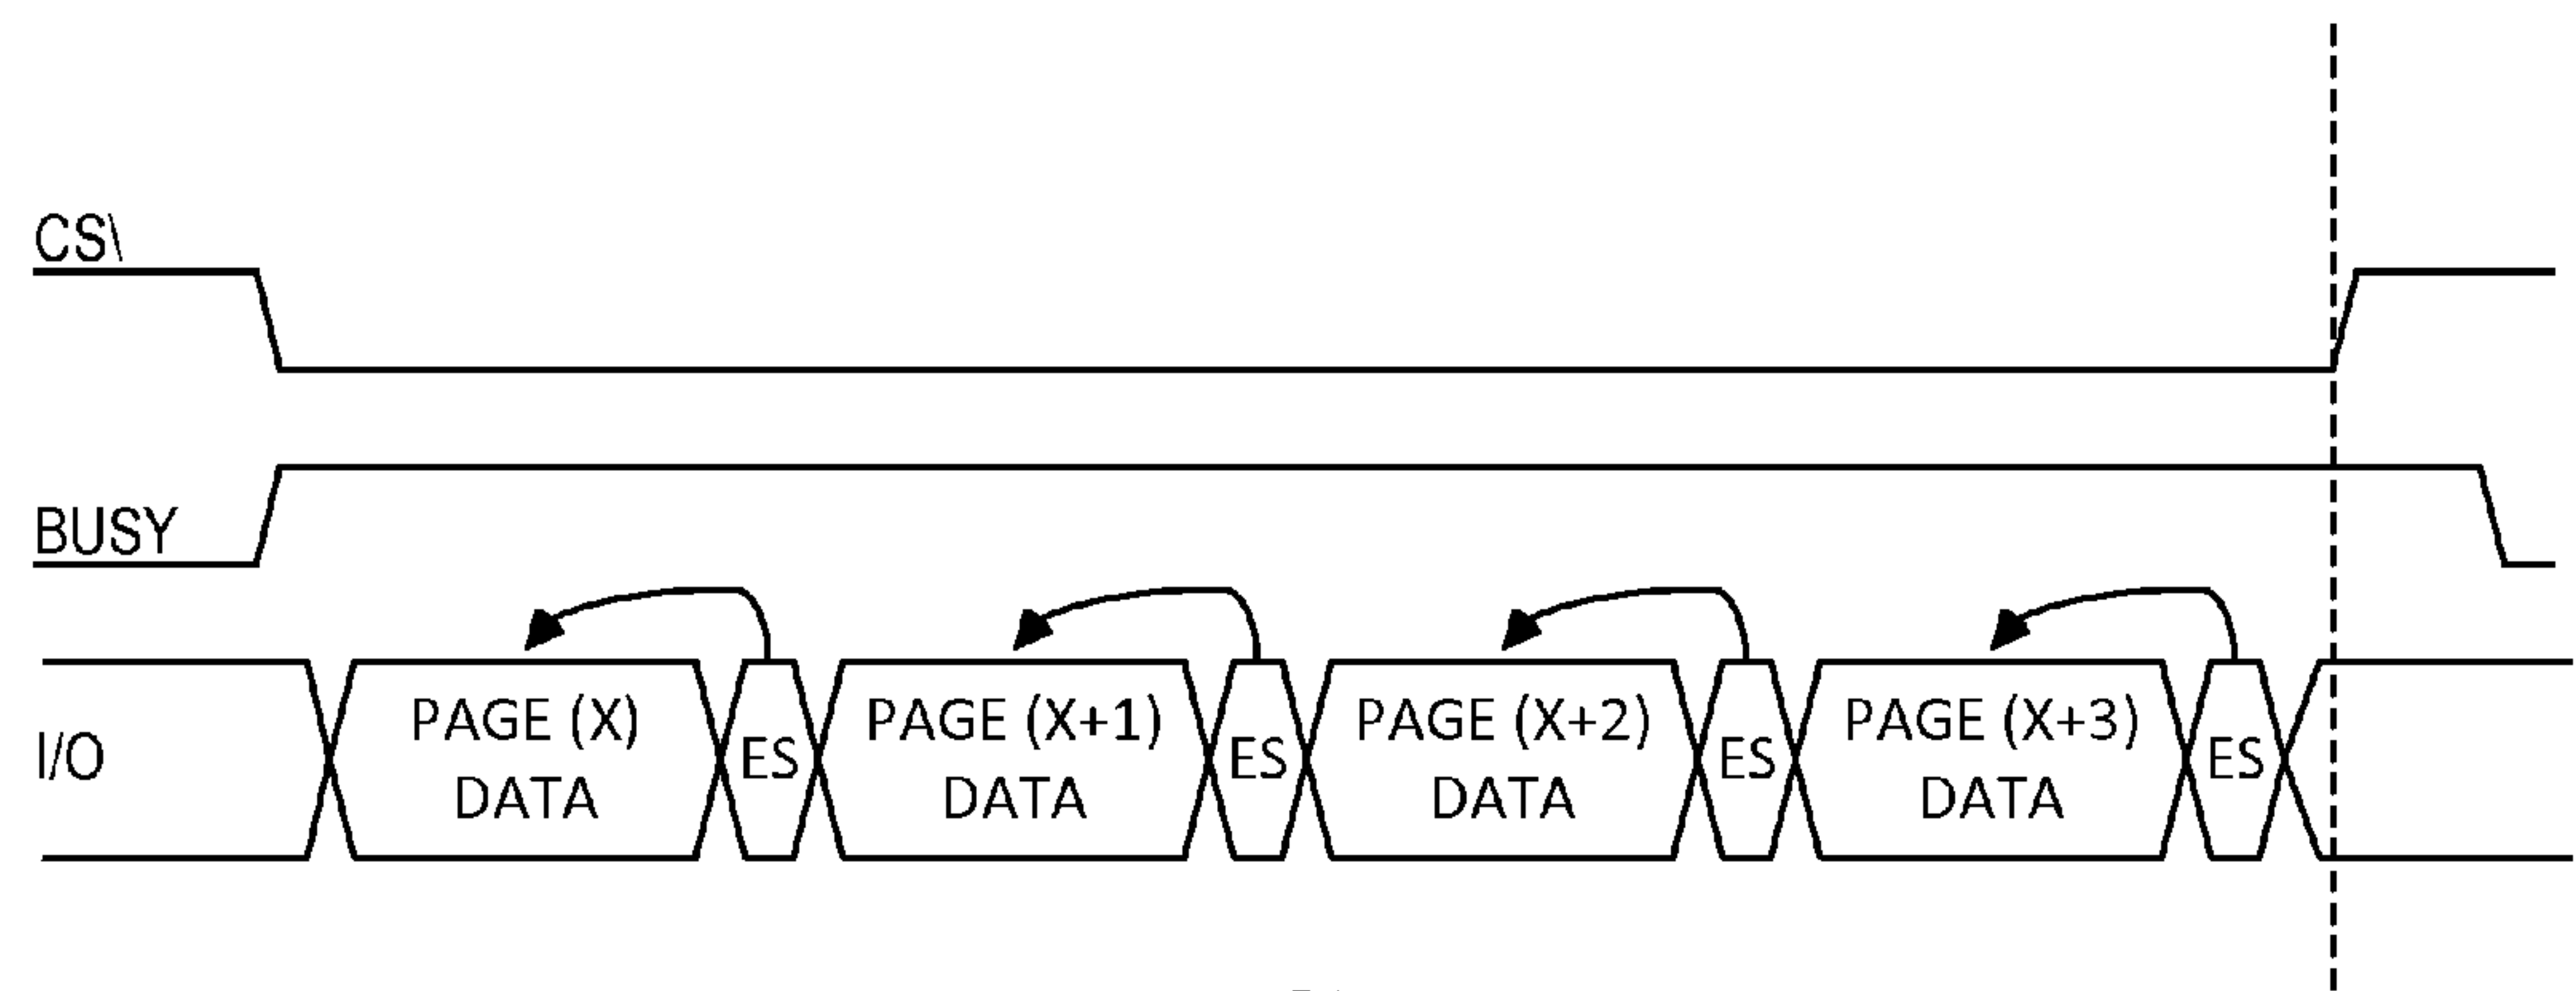 CS\
BUSY
I/O
PAGE (X)
DATA
ES
PAGE (X+1)
DATA
ES
PAGE (X+2)
DATA
ES
PAGE (X+3)
DATA
ES